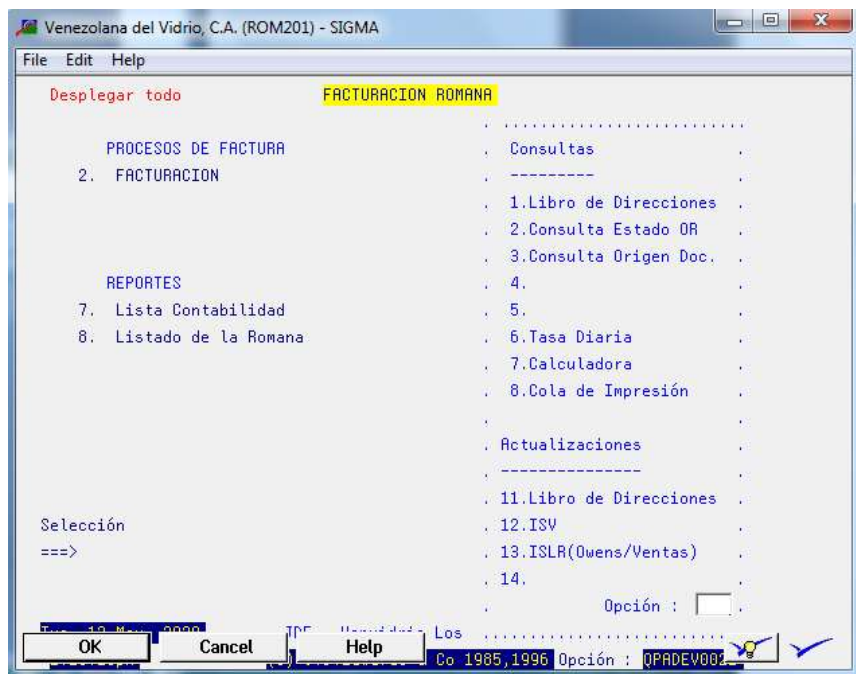 Venezolana del Vidrio, C.A. (ROM201) - SIGMA
File Edit Help
Desplegar todo
FACTURACION ROMANA
PROCESOS DE FACTURA
2. FACTURACION
REPORTES
7. Lista Contabilidad
8. Listado de la Romana
Selección
===>
Consultas
---------
1.Libro de Direcciones
2.Consulta Estado OR
3.Consulta Origen Doc.
4.
5.
6.Tasa Diaria
7.Calculadora
8.Cola de Impresión
Actualizaciones
---------------
11.Libro de Direcciones
12.ISV
13.ISLR(Owens/Ventas)
14.
Opción :
Los
OK Cancel Help
Co 1985,1996 Opción :